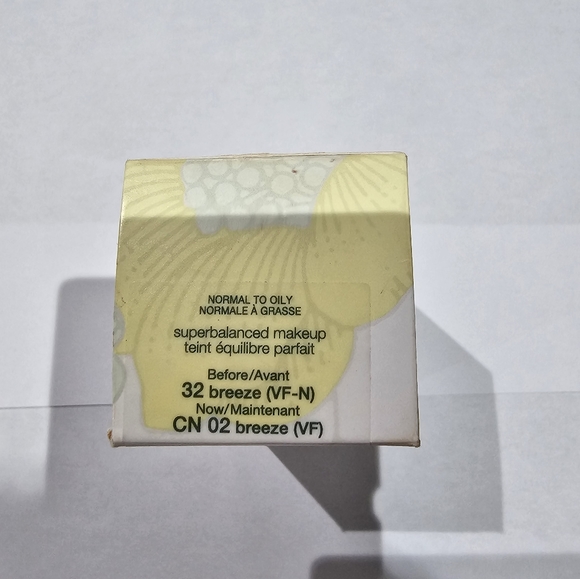 NORMAL TO OILY
NORMALE À GRASSE
superbalanced makeup
teint équilibre parfait
Before/Avant
32 breeze (VF-N)
Now/Maintenant
CN 02 breeze (VF)